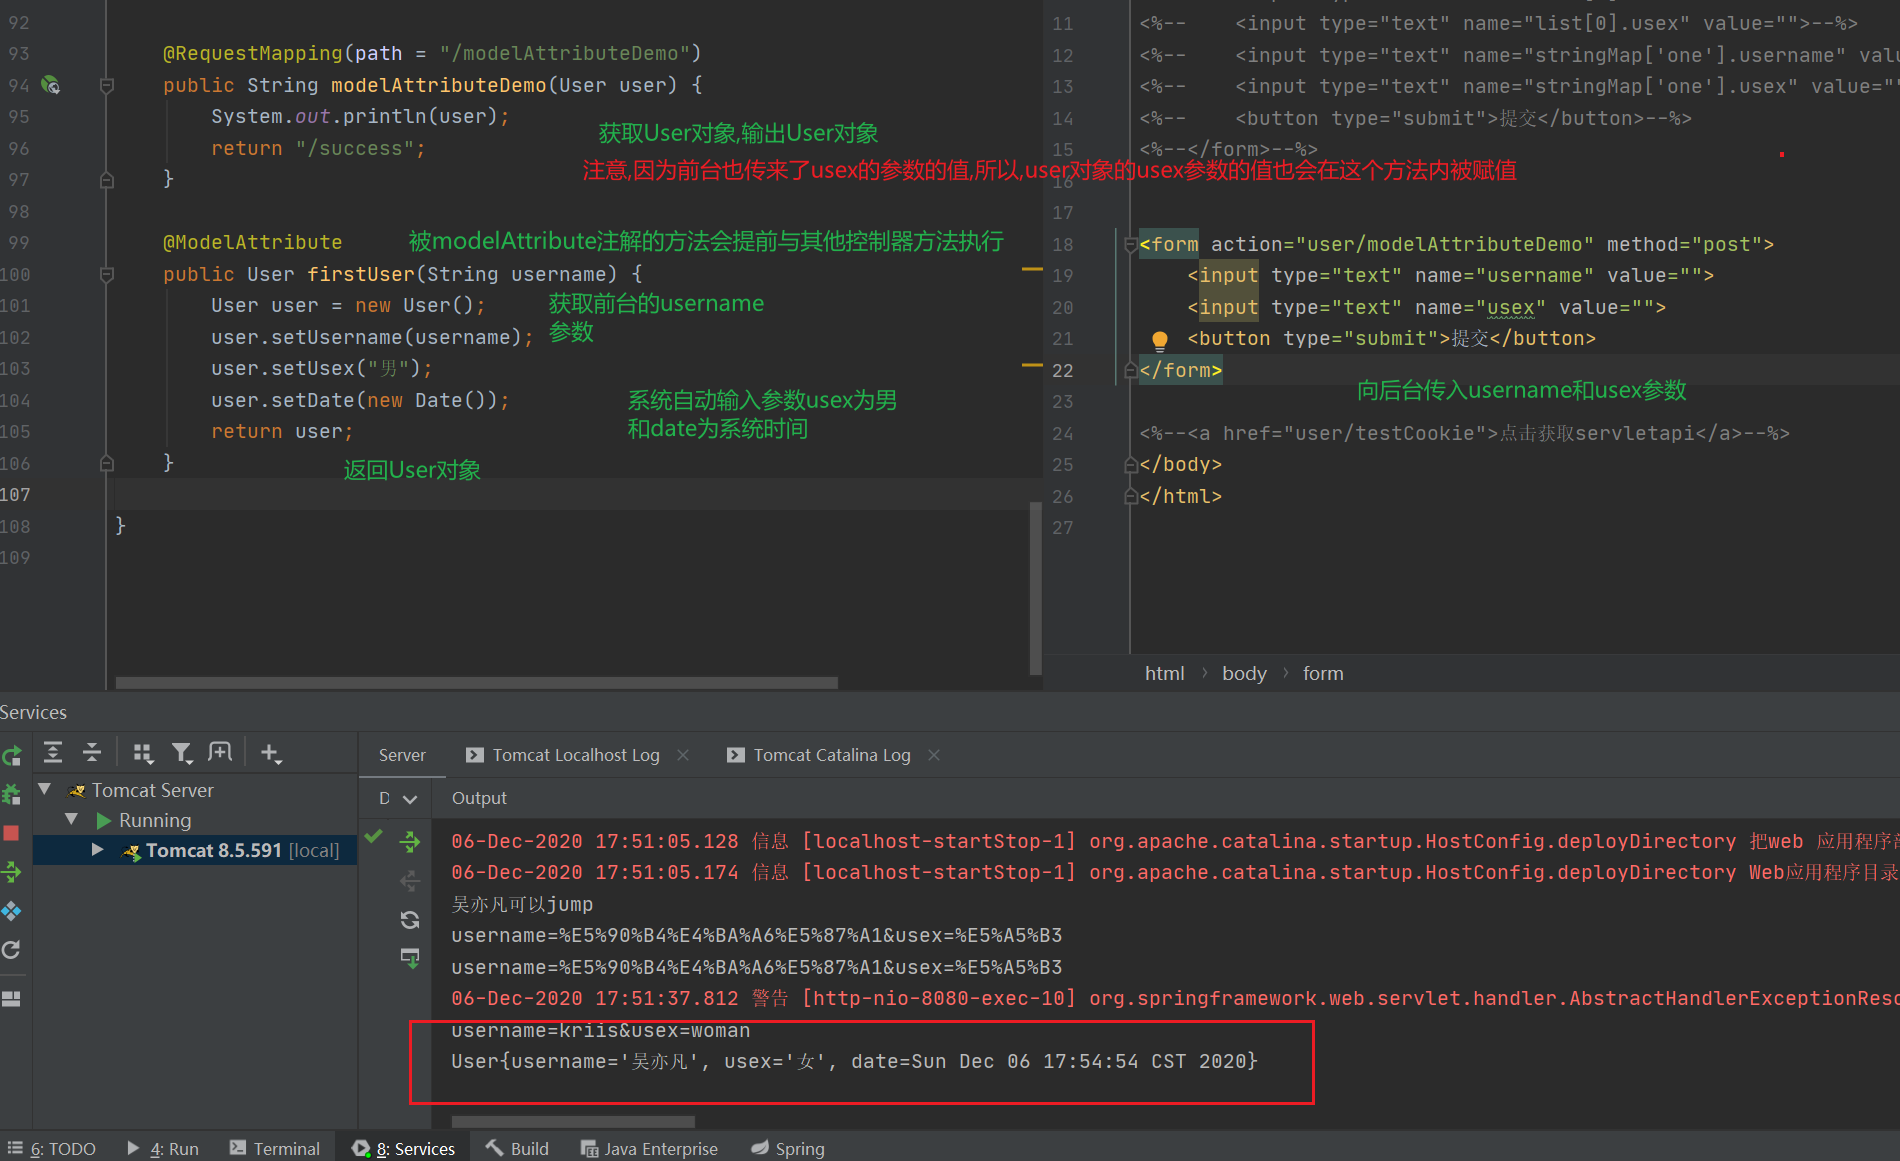 92
93 @RequestMapping(path = "/modelAttributeDemo")
94 public String modelAttributeDemo(User user) {
95 System.out.println(user);
获取User对象,输出User对象
96 return "/success";
注意,因为前台也传来了usex的参数的值,所以,user对象的usex参数的值也会在这个方法内被赋值
97 }
98
99 @ModelAttribute 被modelAttribute注解的方法会提前与其他控制器方法执行
100 public User firstUser(String username) {
101 User user = new User();
获取前台的username
参数
102 user.setUsername(username);
103 user.setUsex("男");
104 user.setDate(new Date());
系统自动输入参数usex为男
和date为系统时间
105 return user;
106 }
返回User对象
107
108 }
109
11 <%-- <input type="text" name="list[0].usex" value="">--%>
12 <%-- <input type="text" name="stringMap['one'].username" valu
13 <%-- <input type="text" name="stringMap['one'].usex" value=""
14 <%-- <button type="submit">提交</button>--%>
15 <%--</form>--%>
16
17
18 <form action="user/modelAttributeDemo" method="post">
19 <input type="text" name="username" value="">
20 <input type="text" name="usex" value="">
21 <button type="submit">提交</button>
22 </form>
向后台传入username和usex参数
23
24 <%--<a href="user/testCookie">点击获取servletapi</a>--%>
25 </body>
26 </html>
27
html › body › form
Services
Server Tomcat Localhost Log Tomcat Catalina Log
Tomcat Server
Running
Tomcat 8.5.591 [local]
D Output
06-Dec-2020 17:51:05.128 信息 [localhost-startStop-1] org.apache.catalina.startup.HostConfig.deployDirectory 把web 应用程序部
06-Dec-2020 17:51:05.174 信息 [localhost-startStop-1] org.apache.catalina.startup.HostConfig.deployDirectory Web应用程序目录
吴亦凡可以jump
username=%E5%90%B4%E4%BA%A6%E5%87%A1&usex=%E5%A5%B3
username=%E5%90%B4%E4%BA%A6%E5%87%A1&usex=%E5%A5%B3
06-Dec-2020 17:51:37.812 警告 [http-nio-8080-exec-10] org.springframework.web.servlet.handler.AbstractHandlerExceptionReso
username=kriis&usex=woman
User{username='吴亦凡', usex='女', date=Sun Dec 06 17:54:54 CST 2020}
6: TODO 4: Run Terminal 8: Services Build Java Enterprise Spring